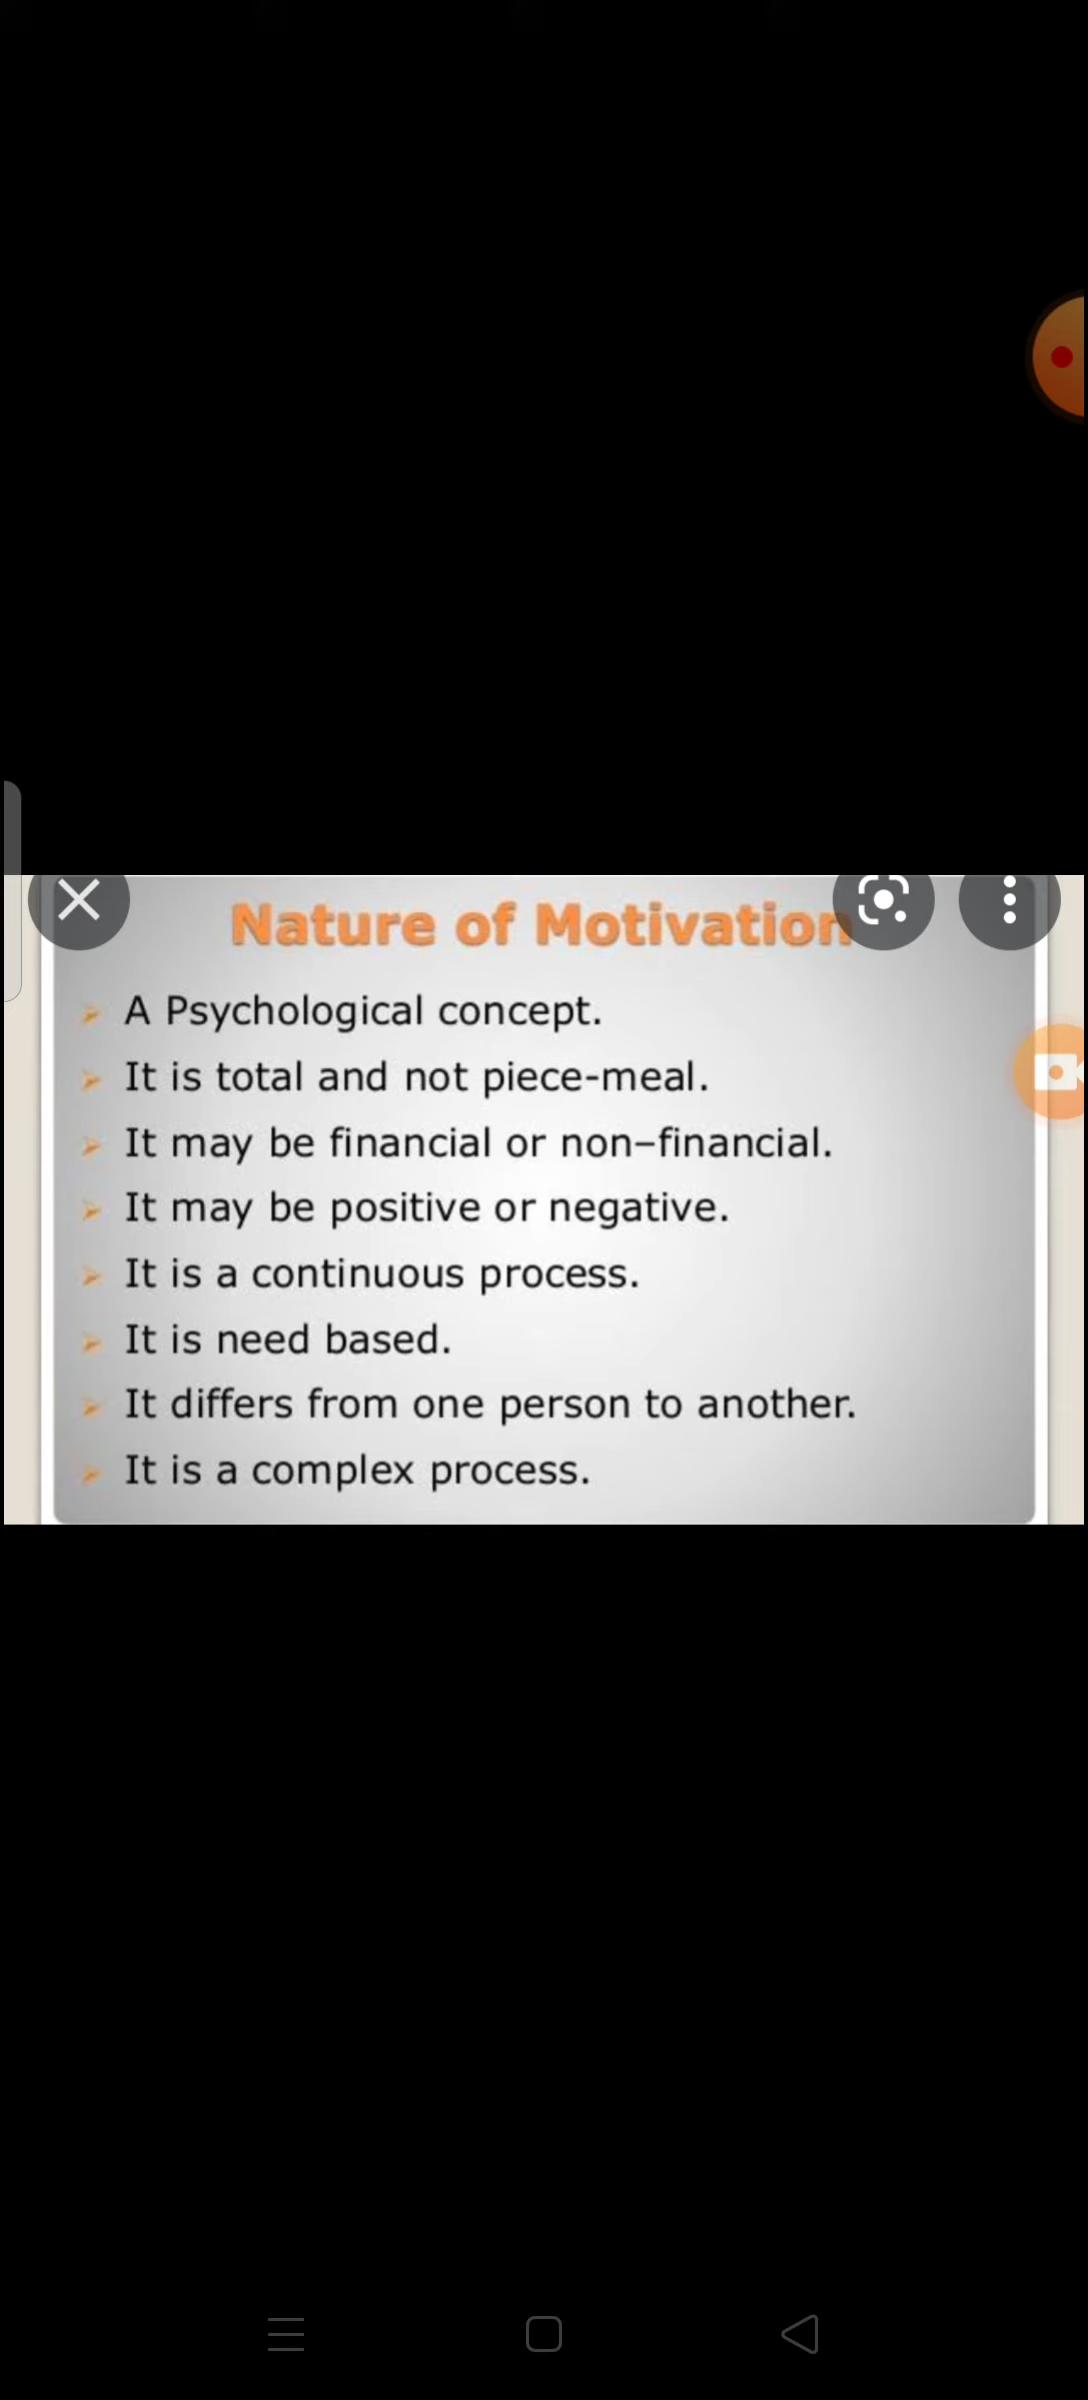 Nature of Motivation
A Psychological concept.
It is total and not piece-meal.
It may be financial or non–financial.
It may be positive or negative.
It is a continuous process.
It is need based.
It differs from one person to another.
It is a complex process.